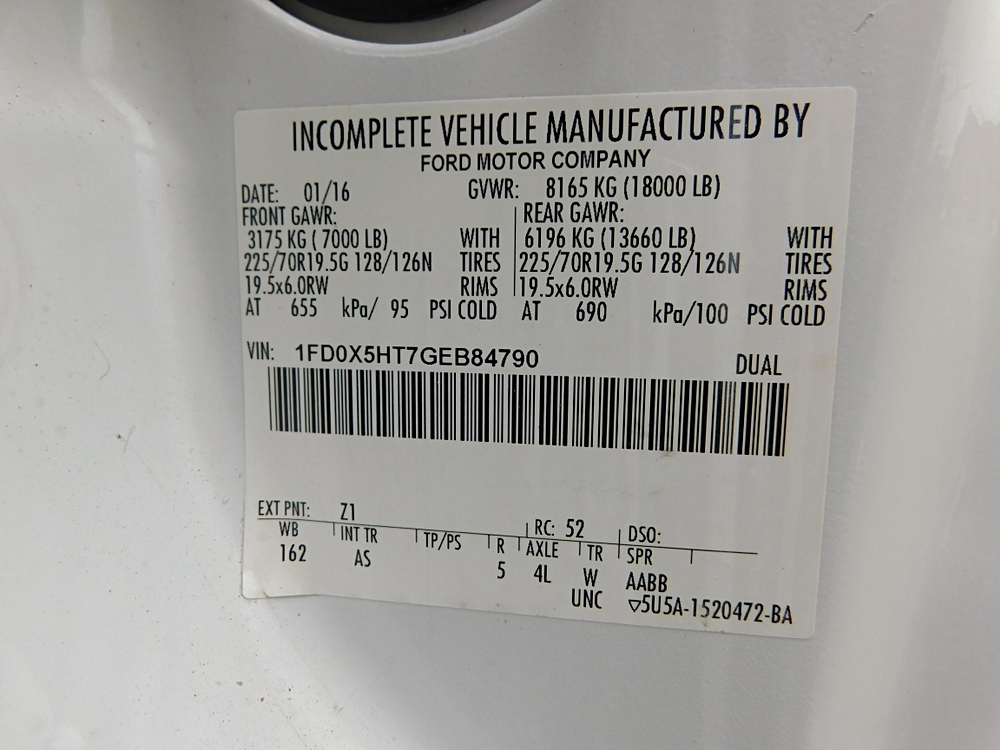 INCOMPLETE VEHICLE MANUFACTURED BY
FORD MOTOR COMPANY
DATE: 01/16 GVWR: 8165 KG (18000 LB)
FRONT GAWR: REAR GAWR:
3175 KG ( 7000 LB) WITH 6196 KG (13660 LB) WITH
225/70R19.5G 128/126N TIRES 225/70R19.5G 128/126N TIRES
19.5x6.0RW RIMS 19.5x6.0RW RIMS
AT 655 kPa/ 95 PSI COLD AT 690 kPa/100 PSI COLD
VIN: 1FD0X5HT7GEB84790 DUAL
EXT PNT: Z1 RC: 52 DSO:
WB INT TR TP/PS R AXLE TR SPR
162 AS 5 4L W AABB
UNC ▽5U5A-1520472-BA